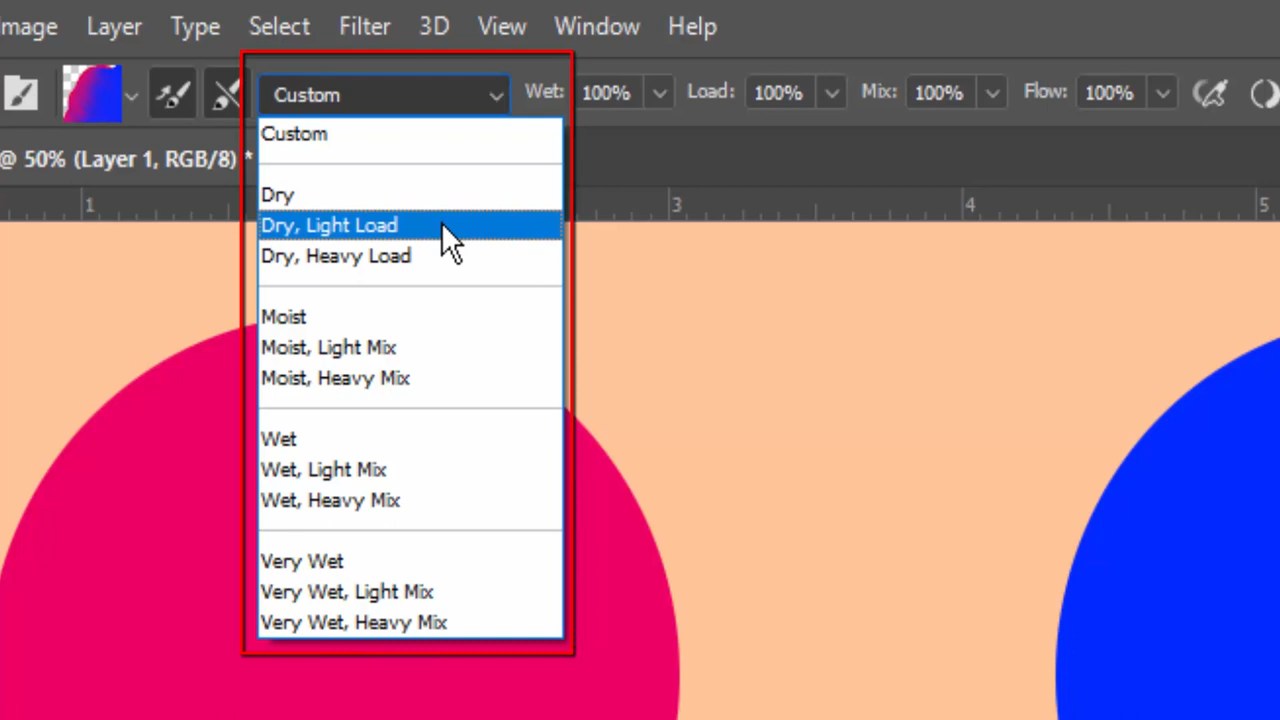 Image Layer Type Select Filter 3D View Window Help
Custom Wet: 100% Load: 100% Mix: 100% Flow: 100%
Custom
@ 50% (Layer 1, RGB/8) *
Dry
1 3 4 5
Dry, Light Load
Dry, Heavy Load
Moist
Moist, Light Mix
Moist, Heavy Mix
Wet
Wet, Light Mix
Wet, Heavy Mix
Very Wet
Very Wet, Light Mix
Very Wet, Heavy Mix